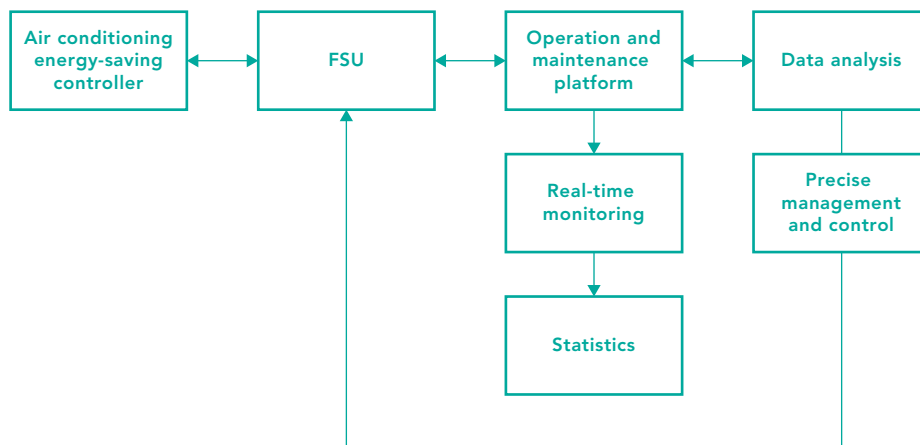 Air conditioning
energy-saving
controller
FSU
Operation and
maintenance
platform
Data analysis
Real-time
monitoring
Precise
management
and control
Statistics